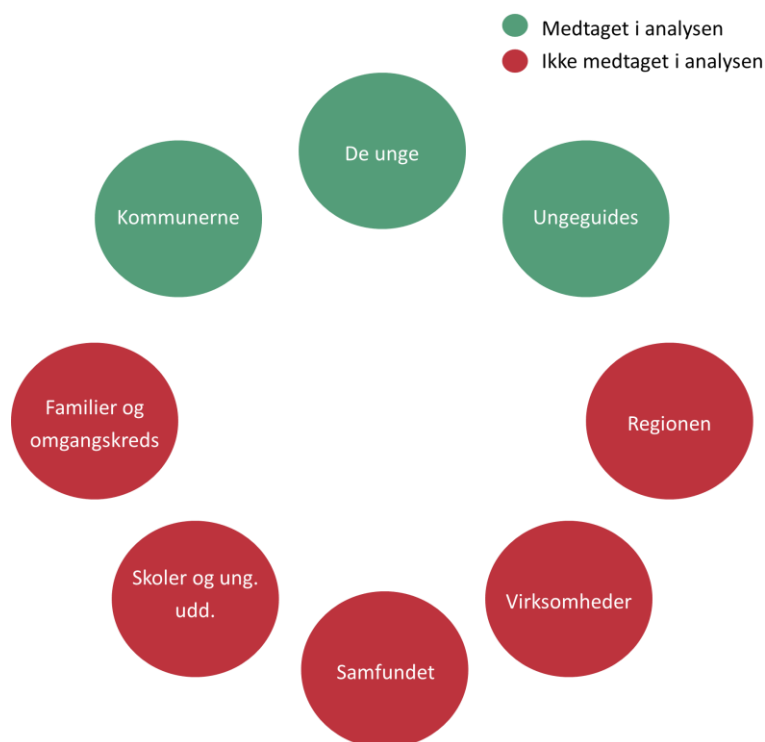 Medtaget i analysen
Ikke medtaget i analysen
De unge
Kommunerne
Ungeguides
Familier og
omgangskreds
Regionen
Skoler og ung.
udd.
Virksomheder
Samfundet